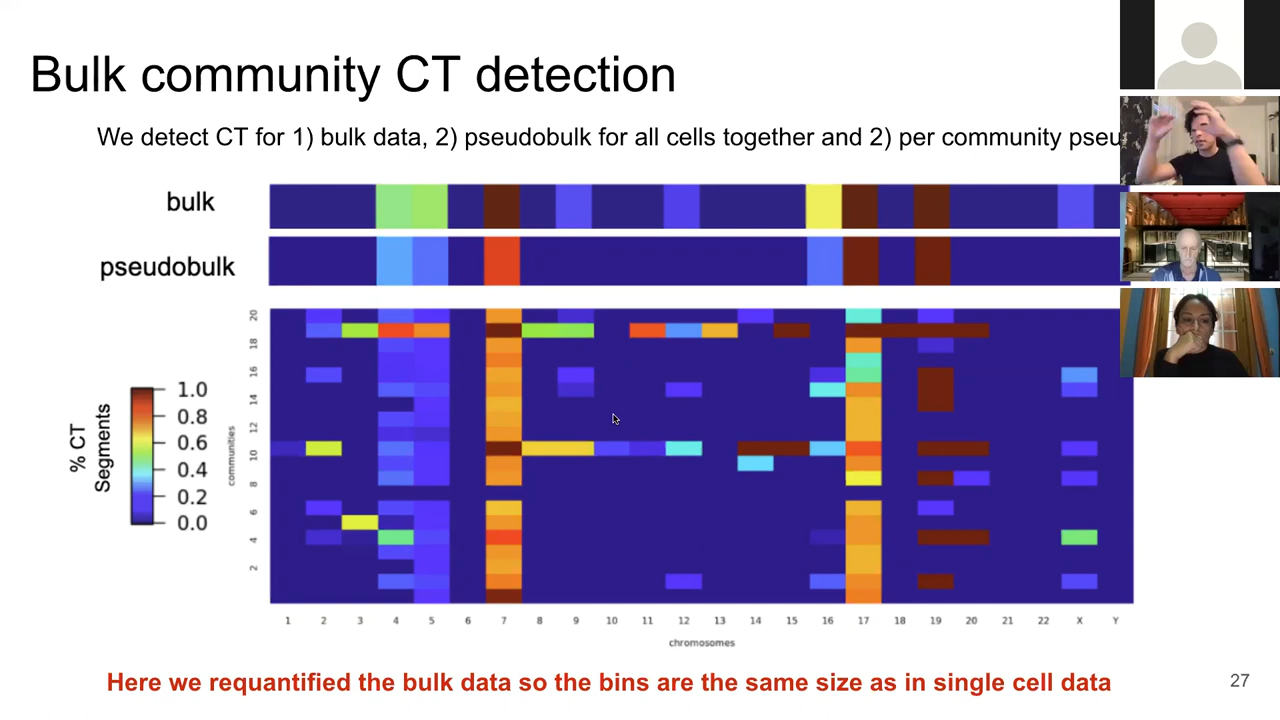 Bulk community CT detection
We detect CT for 1) bulk data, 2) pseudobulk for all cells together and 2) per community pseu
bulk
pseudobulk
% CT
Segments
1.0
0.8
0.6
0.4
0.2
0.0
communities
20
18
16
14
12
10
8
6
4
2
1 2 3 4 5 6 7 8 9 10 11 12 13 14 15 16 17 18 19 20 21 22 X Y
chromosomes
Here we requantified the bulk data so the bins are the same size as in single cell data
27